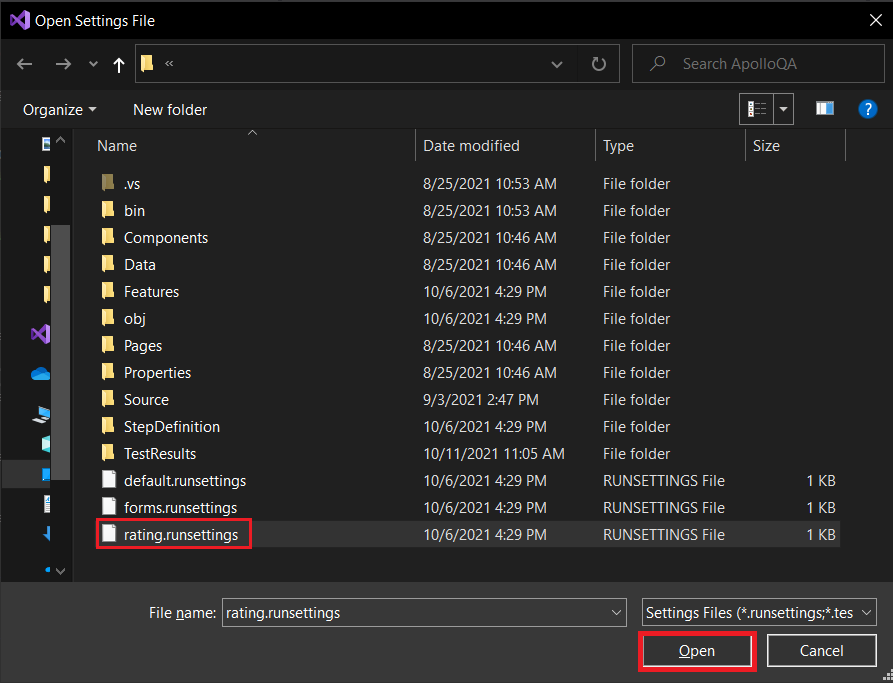 Open Settings File
«
Search ApolloQA
Organize New folder ?
Name Date modified Type Size
.vs 8/25/2021 10:53 AM File folder
bin 8/25/2021 10:53 AM File folder
Components 8/25/2021 10:46 AM File folder
Data 8/25/2021 10:46 AM File folder
Features 10/6/2021 4:29 PM File folder
obj 10/6/2021 4:29 PM File folder
Pages 8/25/2021 10:46 AM File folder
Properties 8/25/2021 10:46 AM File folder
Source 9/3/2021 2:47 PM File folder
StepDefinition 10/6/2021 4:29 PM File folder
TestResults 10/11/2021 11:05 AM File folder
default.runsettings 10/6/2021 4:29 PM RUNSETTINGS File 1 KB
forms.runsettings 10/6/2021 4:29 PM RUNSETTINGS File 1 KB
rating.runsettings 10/6/2021 4:29 PM RUNSETTINGS File 1 KB
File name: rating.runsettings Settings Files (*.runsettings;*.tes
Open Cancel